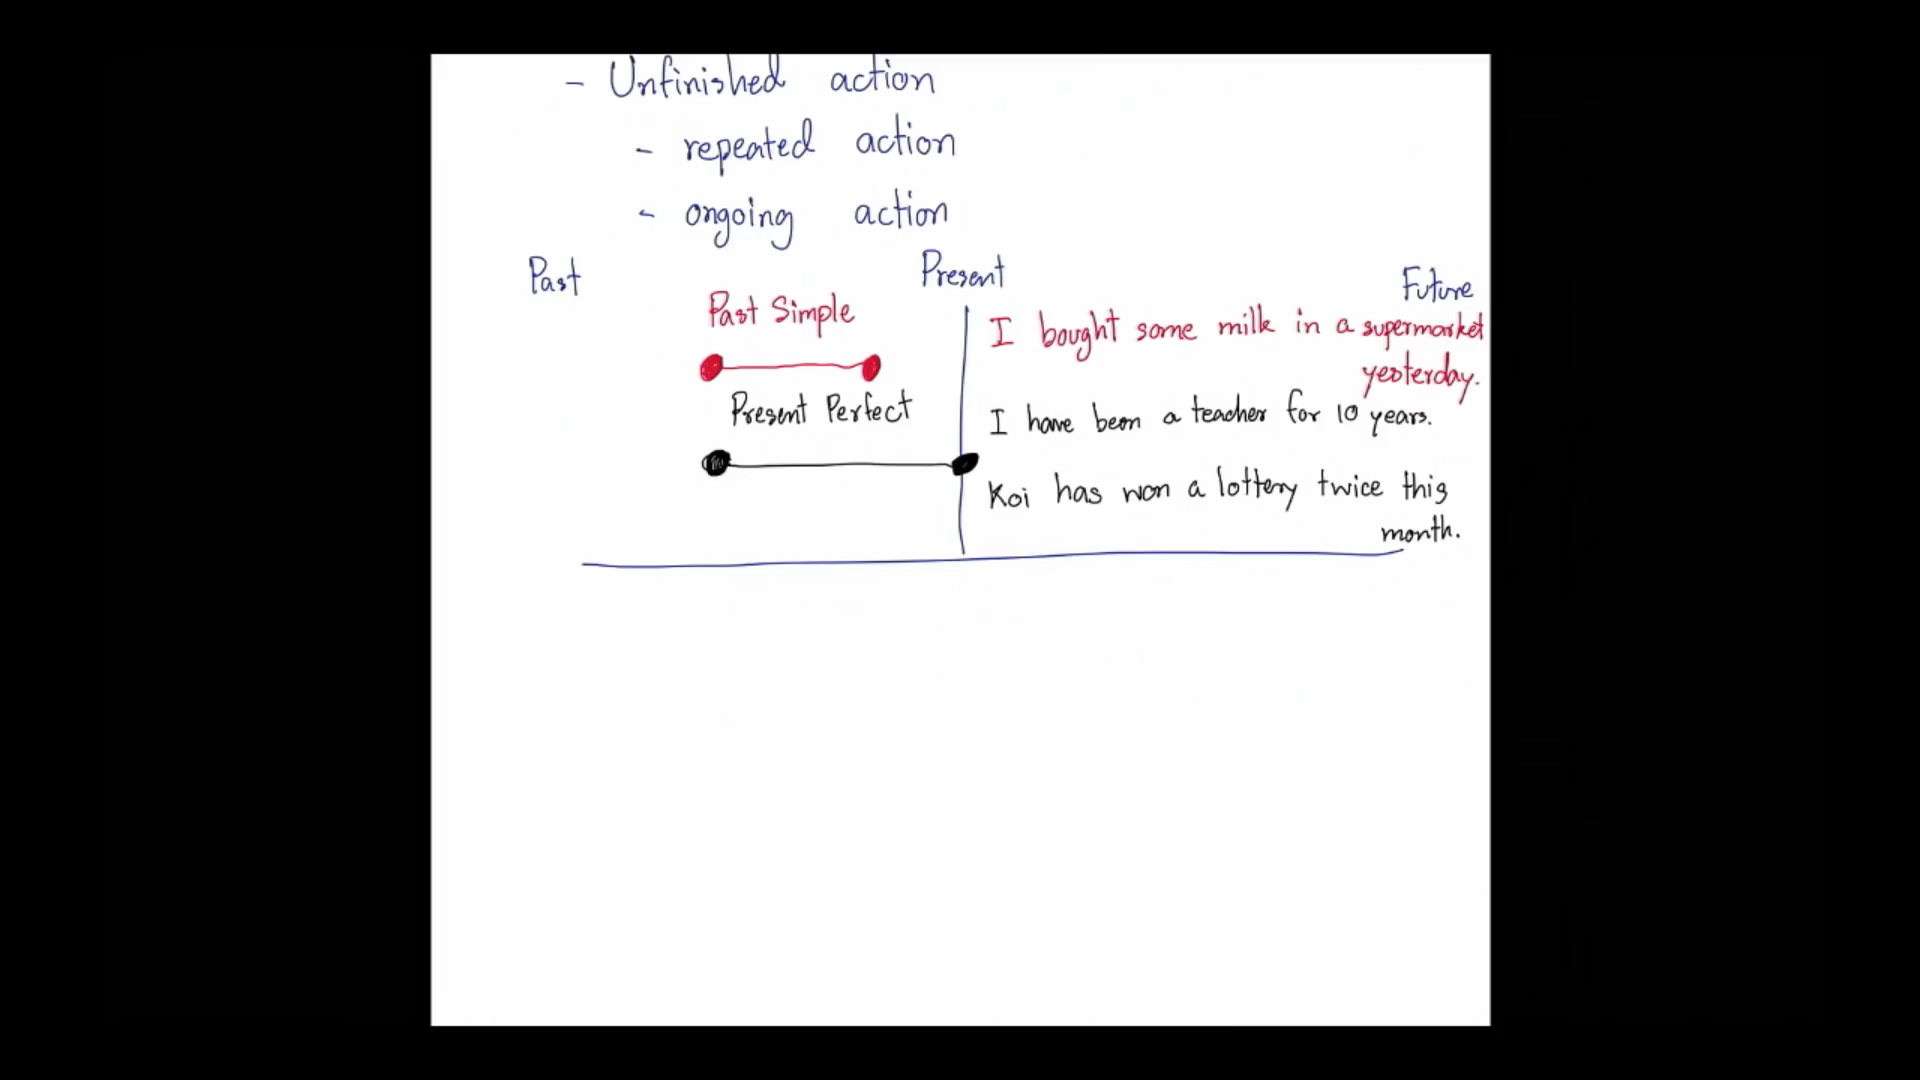 - Unfinished action
- repeated action
- ongoing action
Past
Present
Future
Past Simple
I bought some milk in a supermarket
yesterday.
Present Perfect
I have been a teacher for 10 years.
Koi has won a lottery twice this
month.